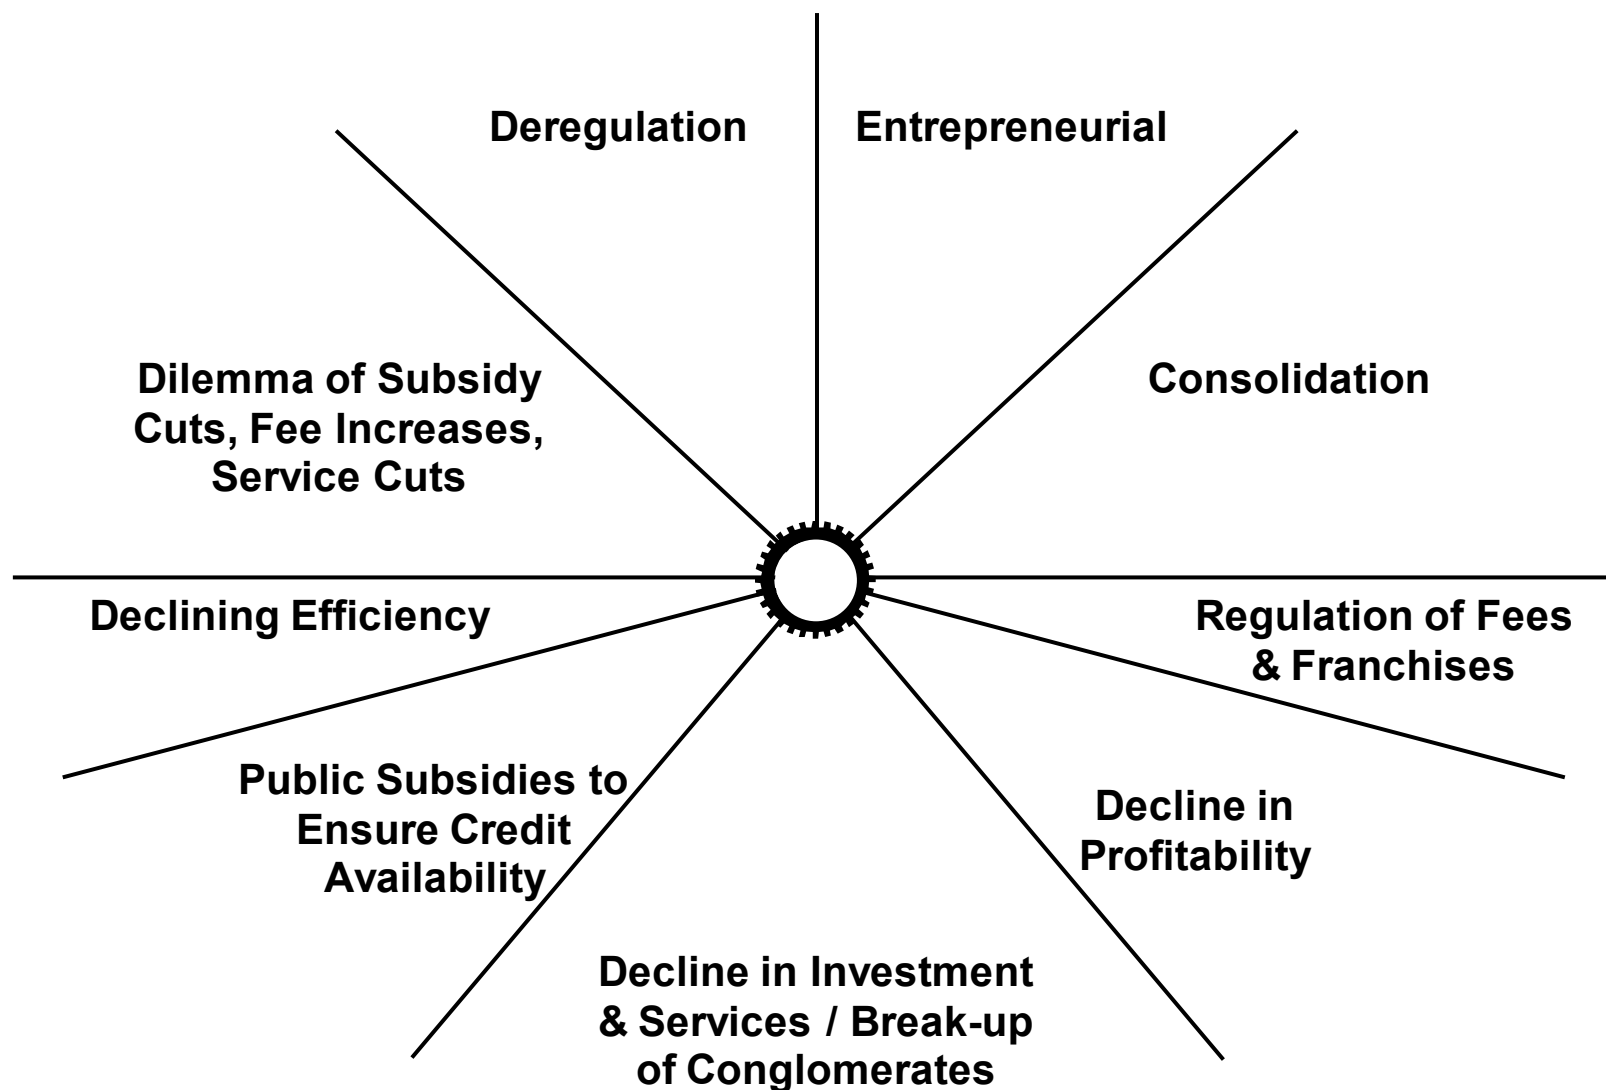 Deregulation
Entrepreneurial
Dilemma of Subsidy
Cuts, Fee Increases,
Service Cuts
Consolidation
Declining Efficiency
Regulation of Fees
& Franchises
Public Subsidies to
Ensure Credit
Availability
Decline in
Profitability
Decline in Investment
& Services / Break-up
of Conglomerates